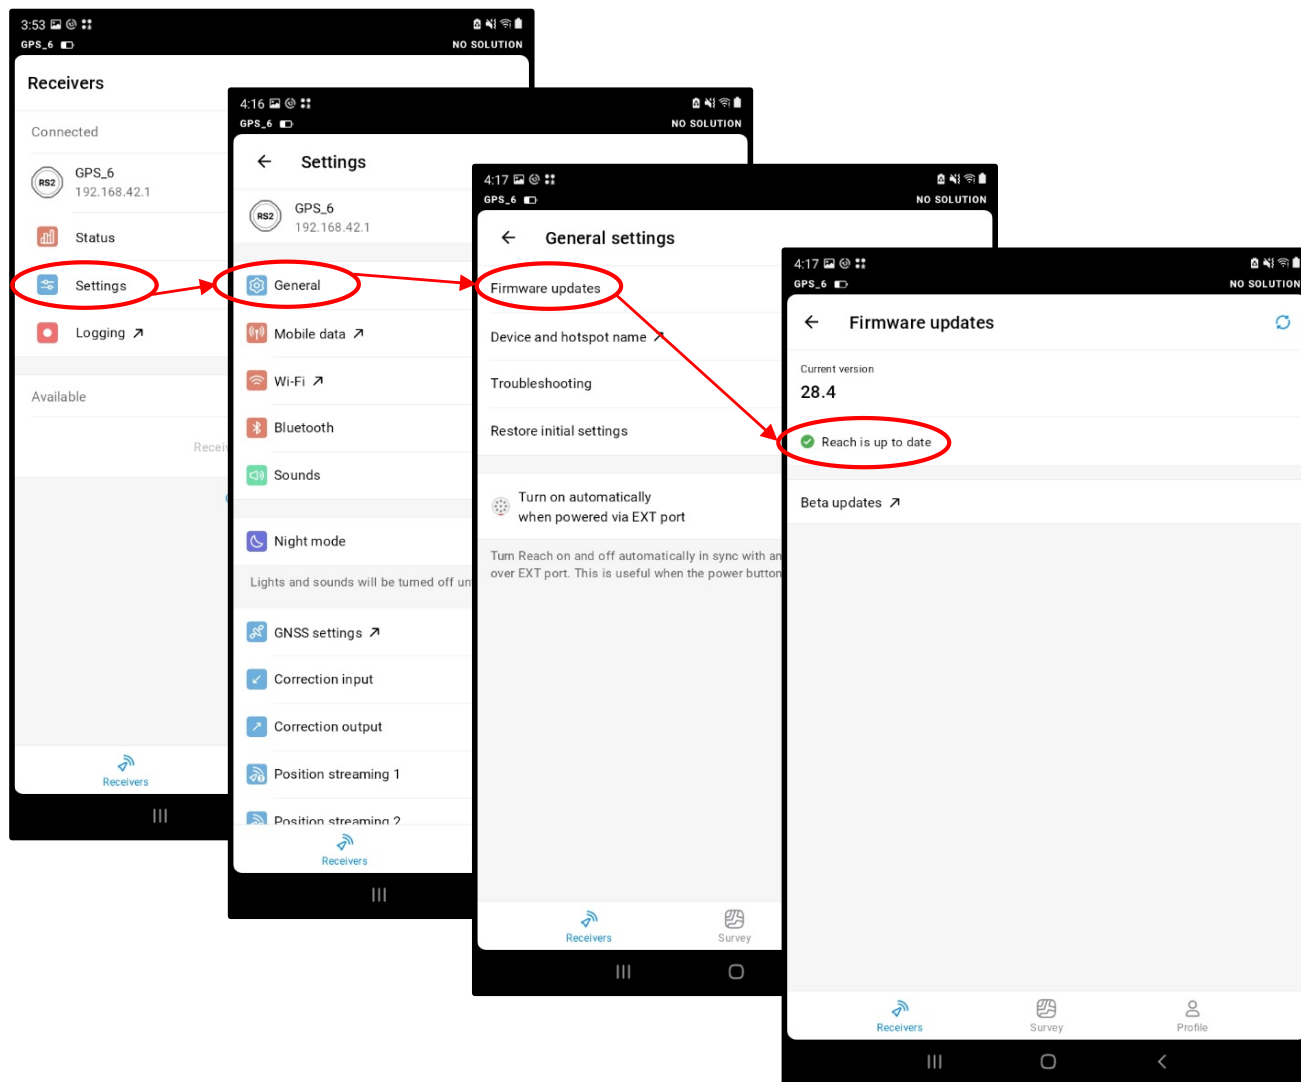 3:53
GPS_6
NO SOLUTION
Receivers
Connected
RS2
GPS_6
192.168.42.1
Status
Settings
Logging
Available
Receivers
4:16
GPS_6
NO SOLUTION
Settings
RS2
GPS_6
192.168.42.1
General
Mobile data
Wi-Fi
Bluetooth
Sounds
Night mode
Lights and sounds will be turned off
GNSS settings
Correction input
Correction output
Position streaming 1
Position streaming 2
Receivers
4:17
GPS_6
NO SOLUTION
General settings
Firmware updates
Device and hotspot name
Troubleshooting
Restore initial settings
Turn on automatically
when powered via EXT port
Turn Reach on and off automatically in sync with an
over EXT port. This is useful when the power button
Receivers
Survey
4:17
GPS_6
NO SOLUTION
Firmware updates
Current version
28.4
Reach is up to date
Beta updates
Receivers
Survey
Profile